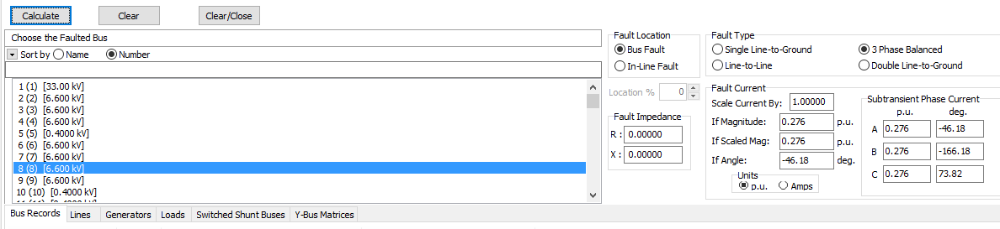 Calculate Clear Clear/Close
Choose the Faulted Bus
Sort by Name Number
1 (1) [33.00 kV]
2 (2) [6.600 kV]
3 (3) [6.600 kV]
4 (4) [6.600 kV]
5 (5) [0.4000 kV]
6 (6) [6.600 kV]
7 (7) [6.600 kV]
8 (8) [6.600 kV]
9 (9) [6.600 kV]
10 (10) [0.4000 kV]
Fault Location
Bus Fault
In-Line Fault
Location % 0
Fault Impedance
R : 0.00000
X : 0.00000
Fault Type
Single Line-to-Ground 3 Phase Balanced
Line-to-Line Double Line-to-Ground
Fault Current
Scale Current By: 1.00000
If Magnitude: 0.276 p.u.
If Scaled Mag: 0.276 p.u.
If Angle: -46.18 deg.
Units
p.u. Amps
Subtransient Phase Current
p.u. deg.
A 0.276 -46.18
B 0.276 -166.18
C 0.276 73.82
Bus Records Lines Generators Loads Switched Shunt Buses Y-Bus Matrices